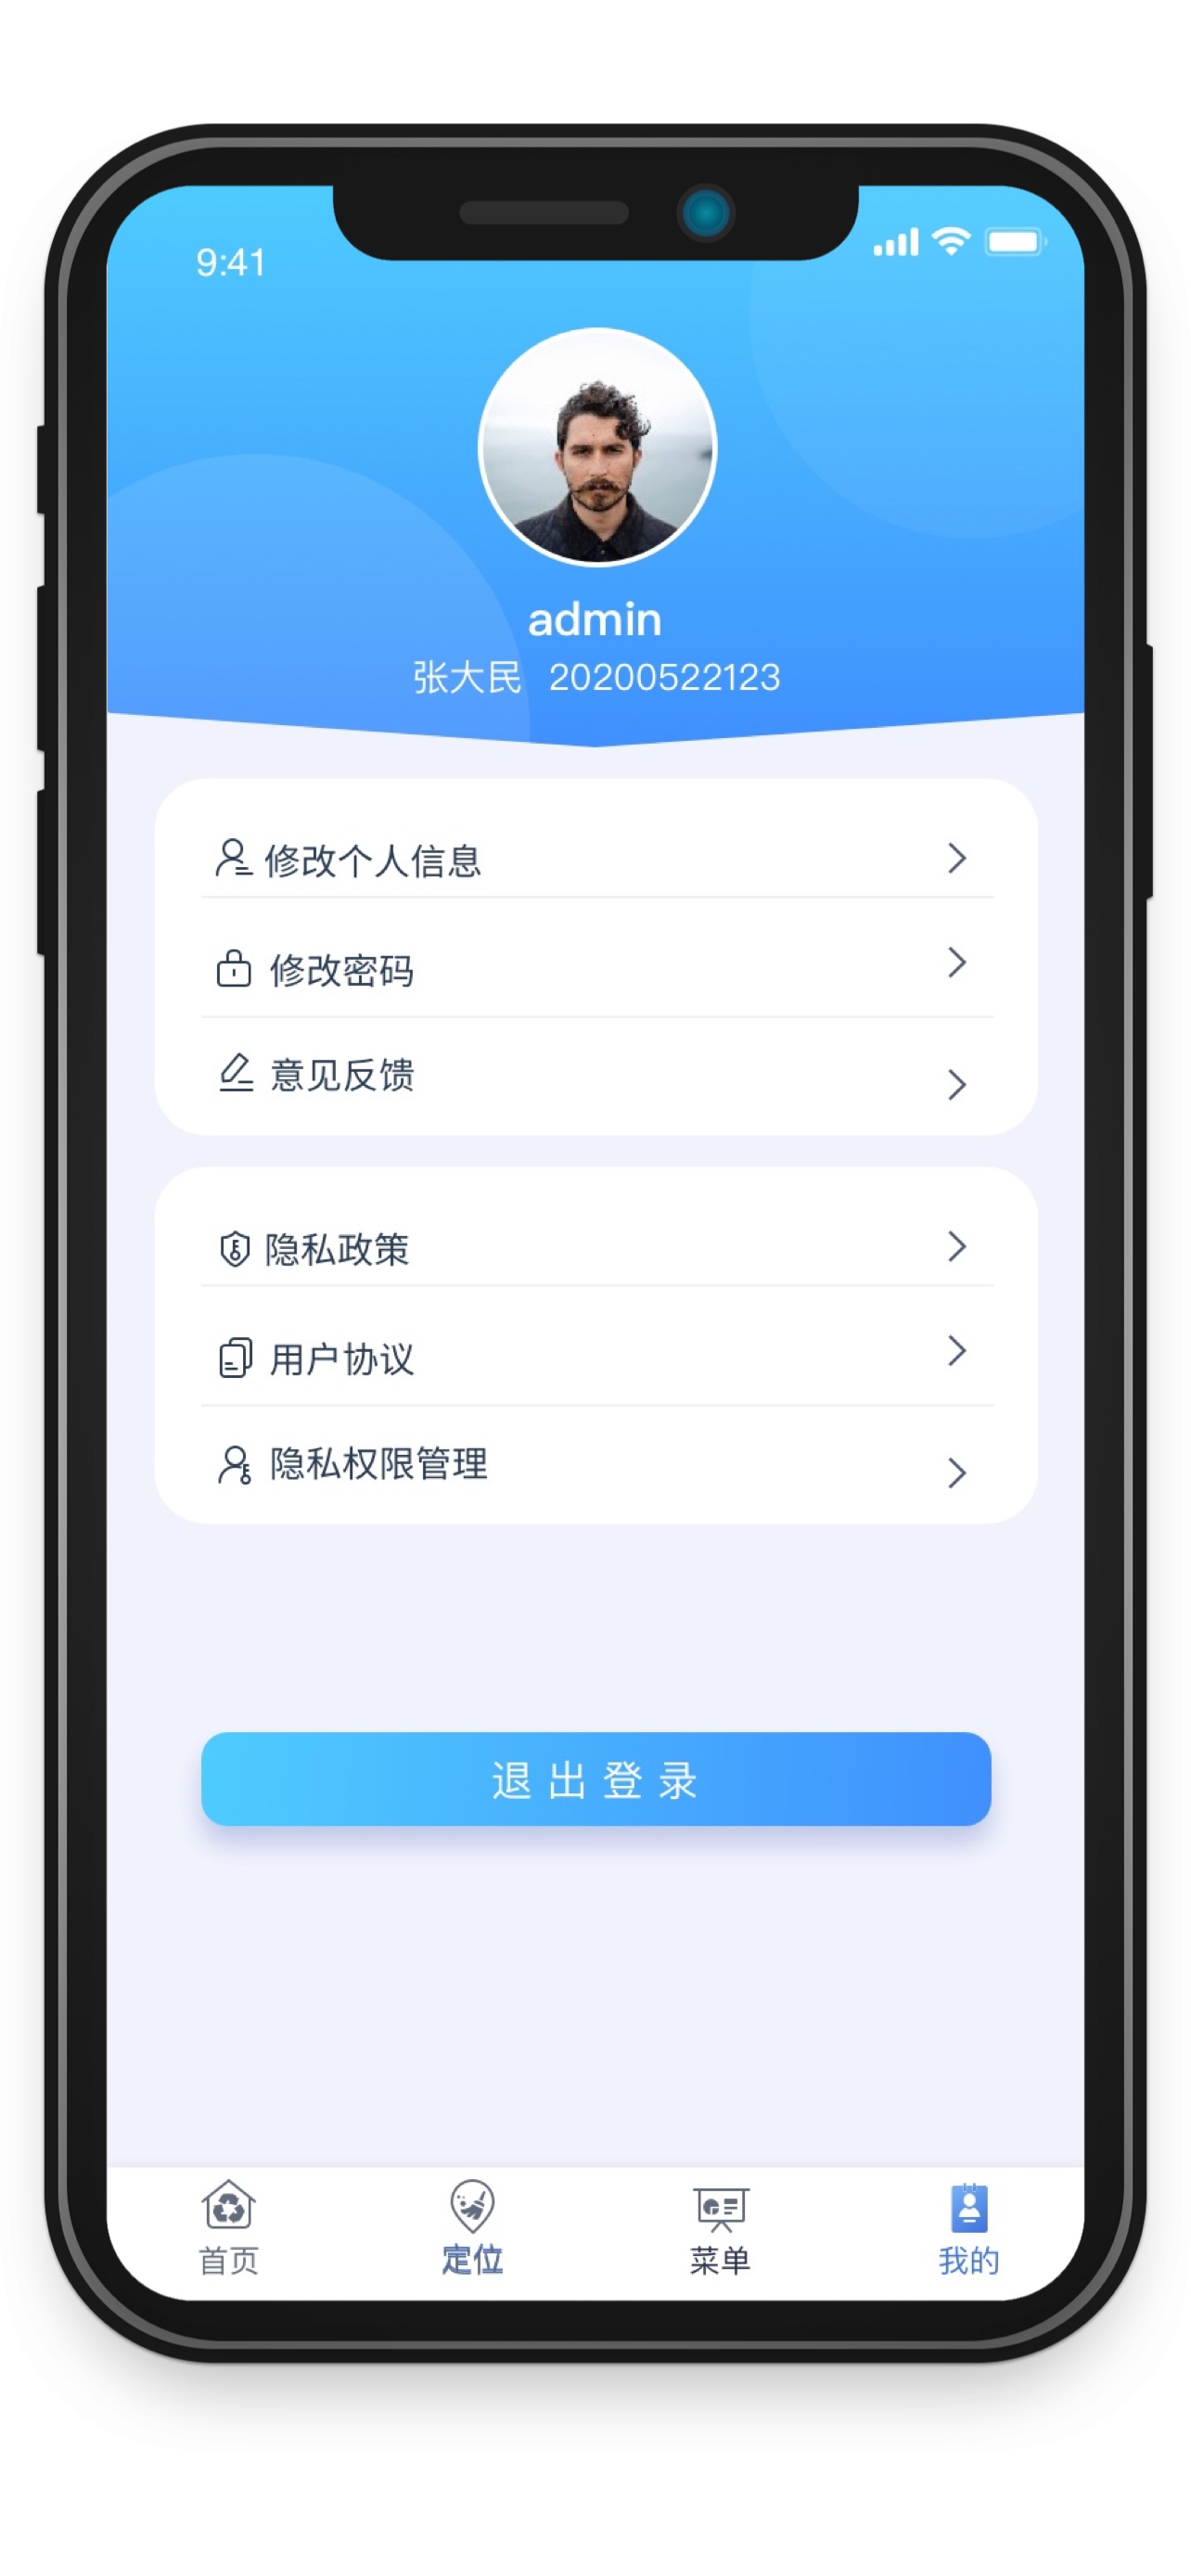 9:41
admin
张大民 20200522123
修改个人信息
修改密码
意见反馈
隐私政策
用户协议
隐私权限管理
退出登录
首页 定位 菜单 我的